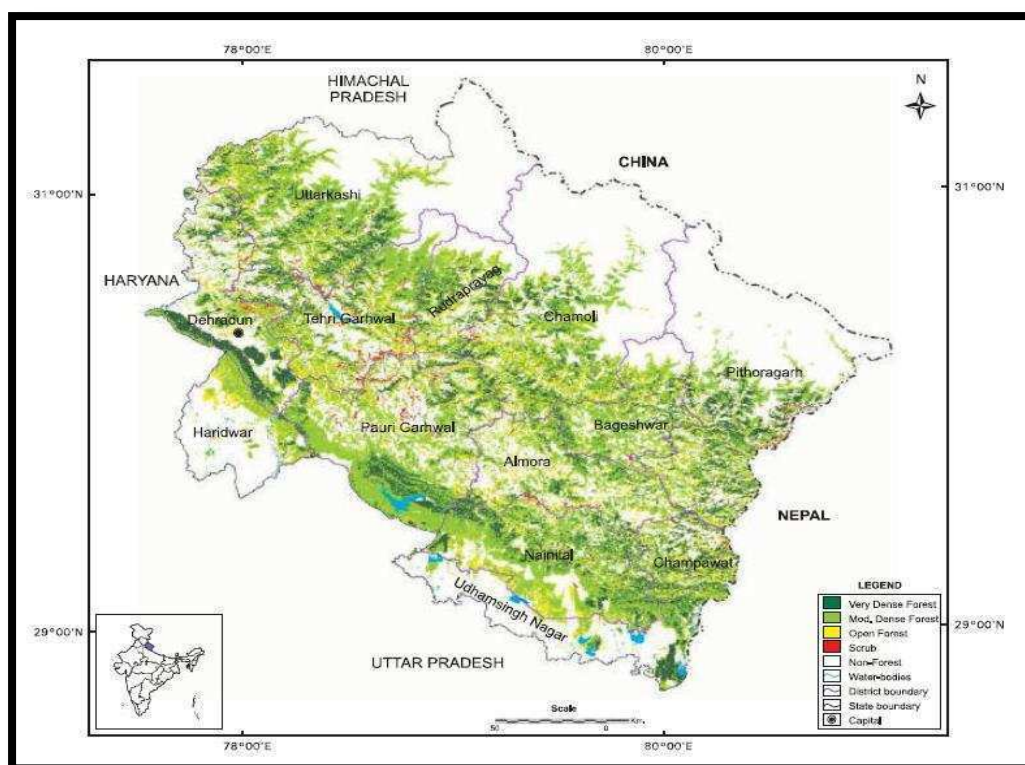 78°00'E
80°00'E
HIMACHAL
PRADESH
N
CHINA
31°00'N
31°00'N
Uttarkashi
HARYANA
Rudraprayag
Dehradun
Tehri Garhwal
Chamoli
Pithoragarh
Haridwar
Pauri Garhwal
Bageshwar
Almora
NEPAL
Nainital
Champawat
Udhamsingh Nagar
29°00'N
29°00'N
UTTAR PRADESH
LEGEND
Very Dense Forest
Mod. Dense Forest
Open Forest
Scrub
Non-Forest
Water-bodies
District boundary
State boundary
Capital
Scale
50 0 Km.
78°00'E
80°00'E